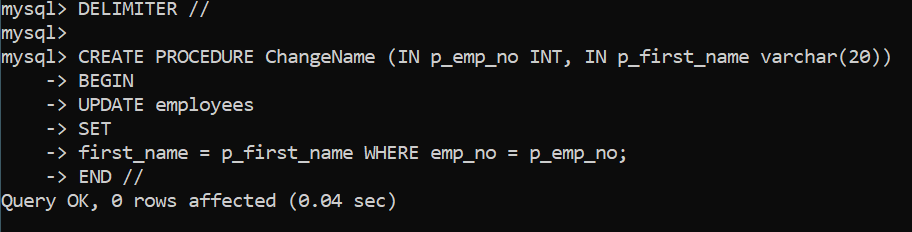 mysql> DELIMITER //
mysql>
mysql> CREATE PROCEDURE ChangeName (IN p_emp_no INT, IN p_first_name varchar(20))
    -> BEGIN
    -> UPDATE employees
    -> SET
    -> first_name = p_first_name WHERE emp_no = p_emp_no;
    -> END //
Query OK, 0 rows affected (0.04 sec)